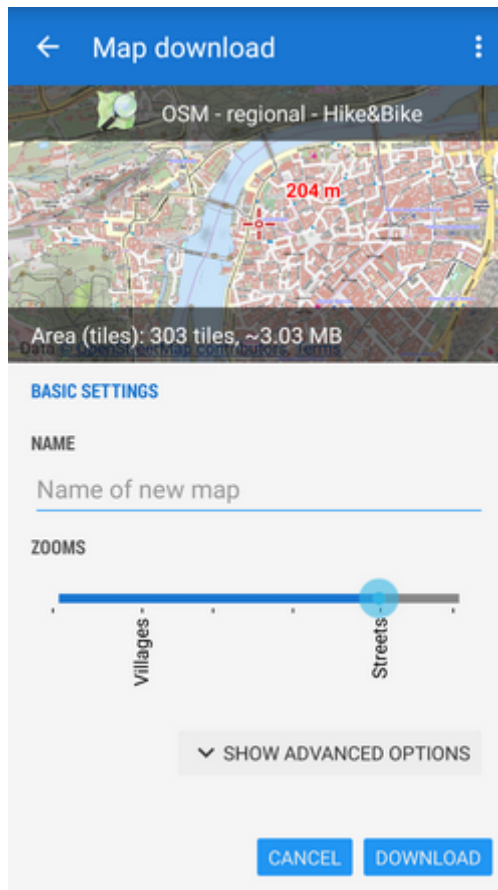 Map download
OSM - regional - Hike&Bike
204 m
Area (tiles): 303 tiles, ~3.03 MB
Data © OpenStreetMap contributors, Terms
BASIC SETTINGS
NAME
Name of new map
ZOOMS
Villages
Streets
SHOW ADVANCED OPTIONS
CANCEL DOWNLOAD